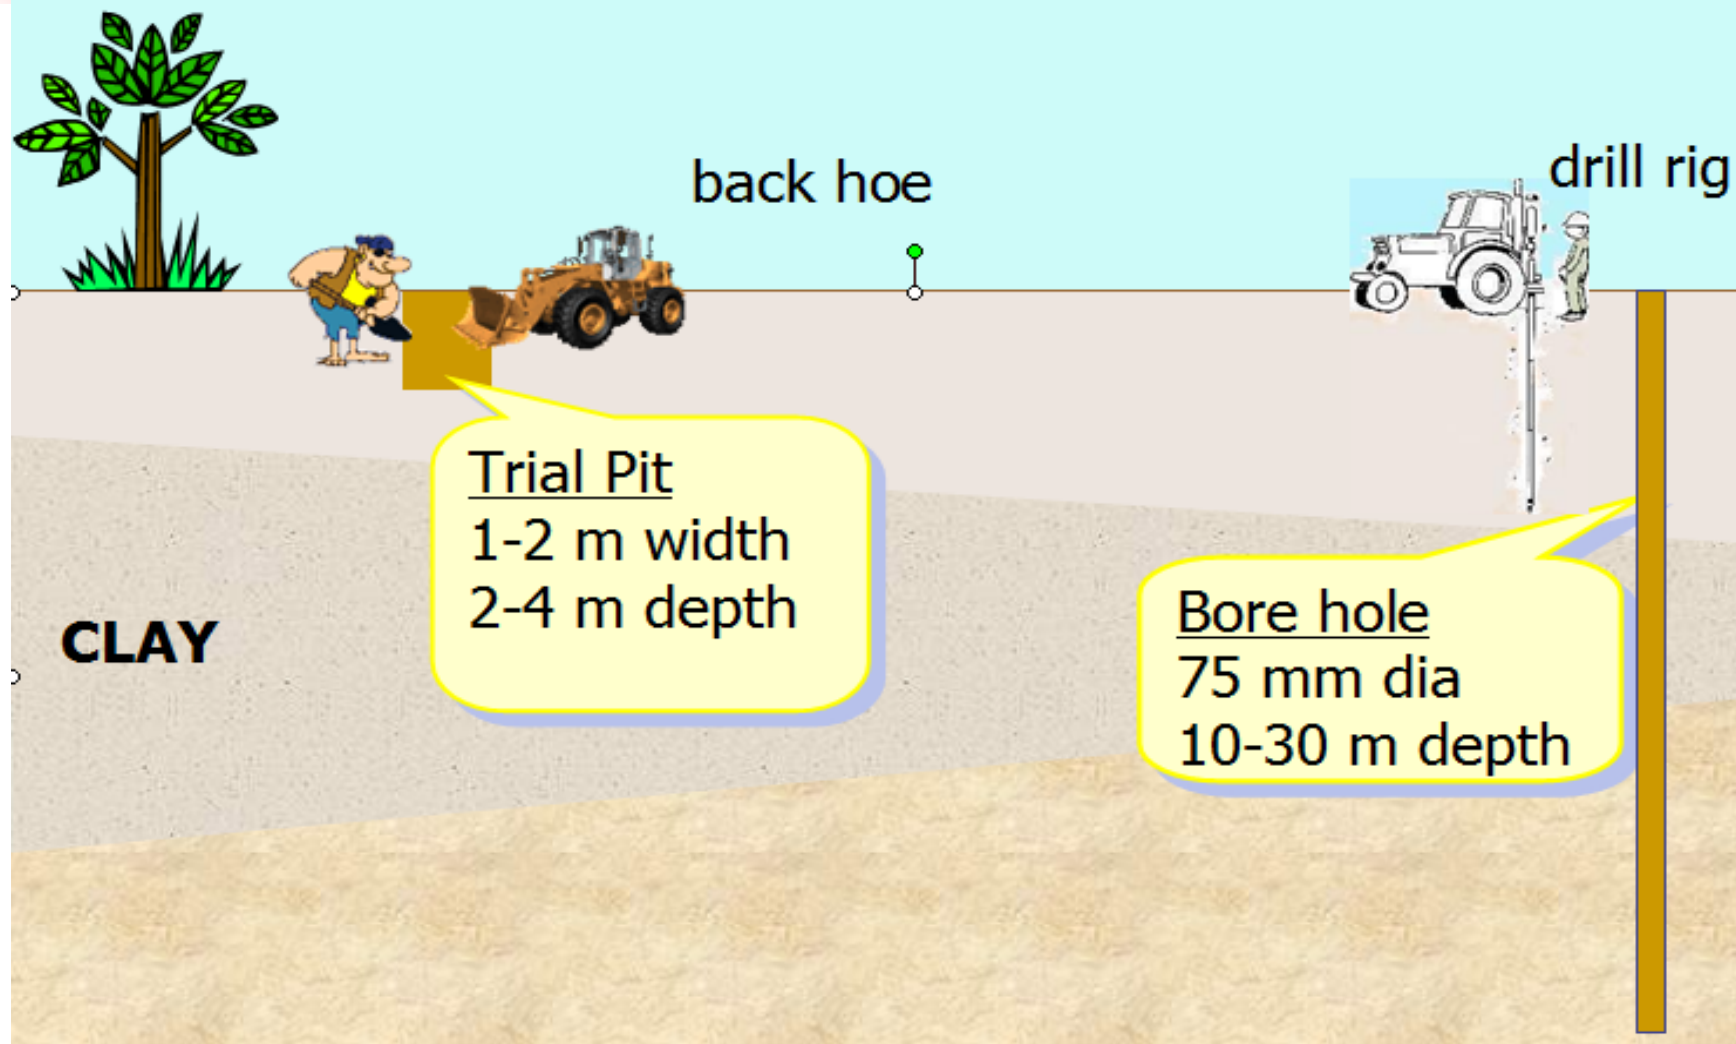 back hoe
drill rig
Trial Pit
1-2 m width
2-4 m depth
CLAY
Bore hole
75 mm dia
10-30 m depth